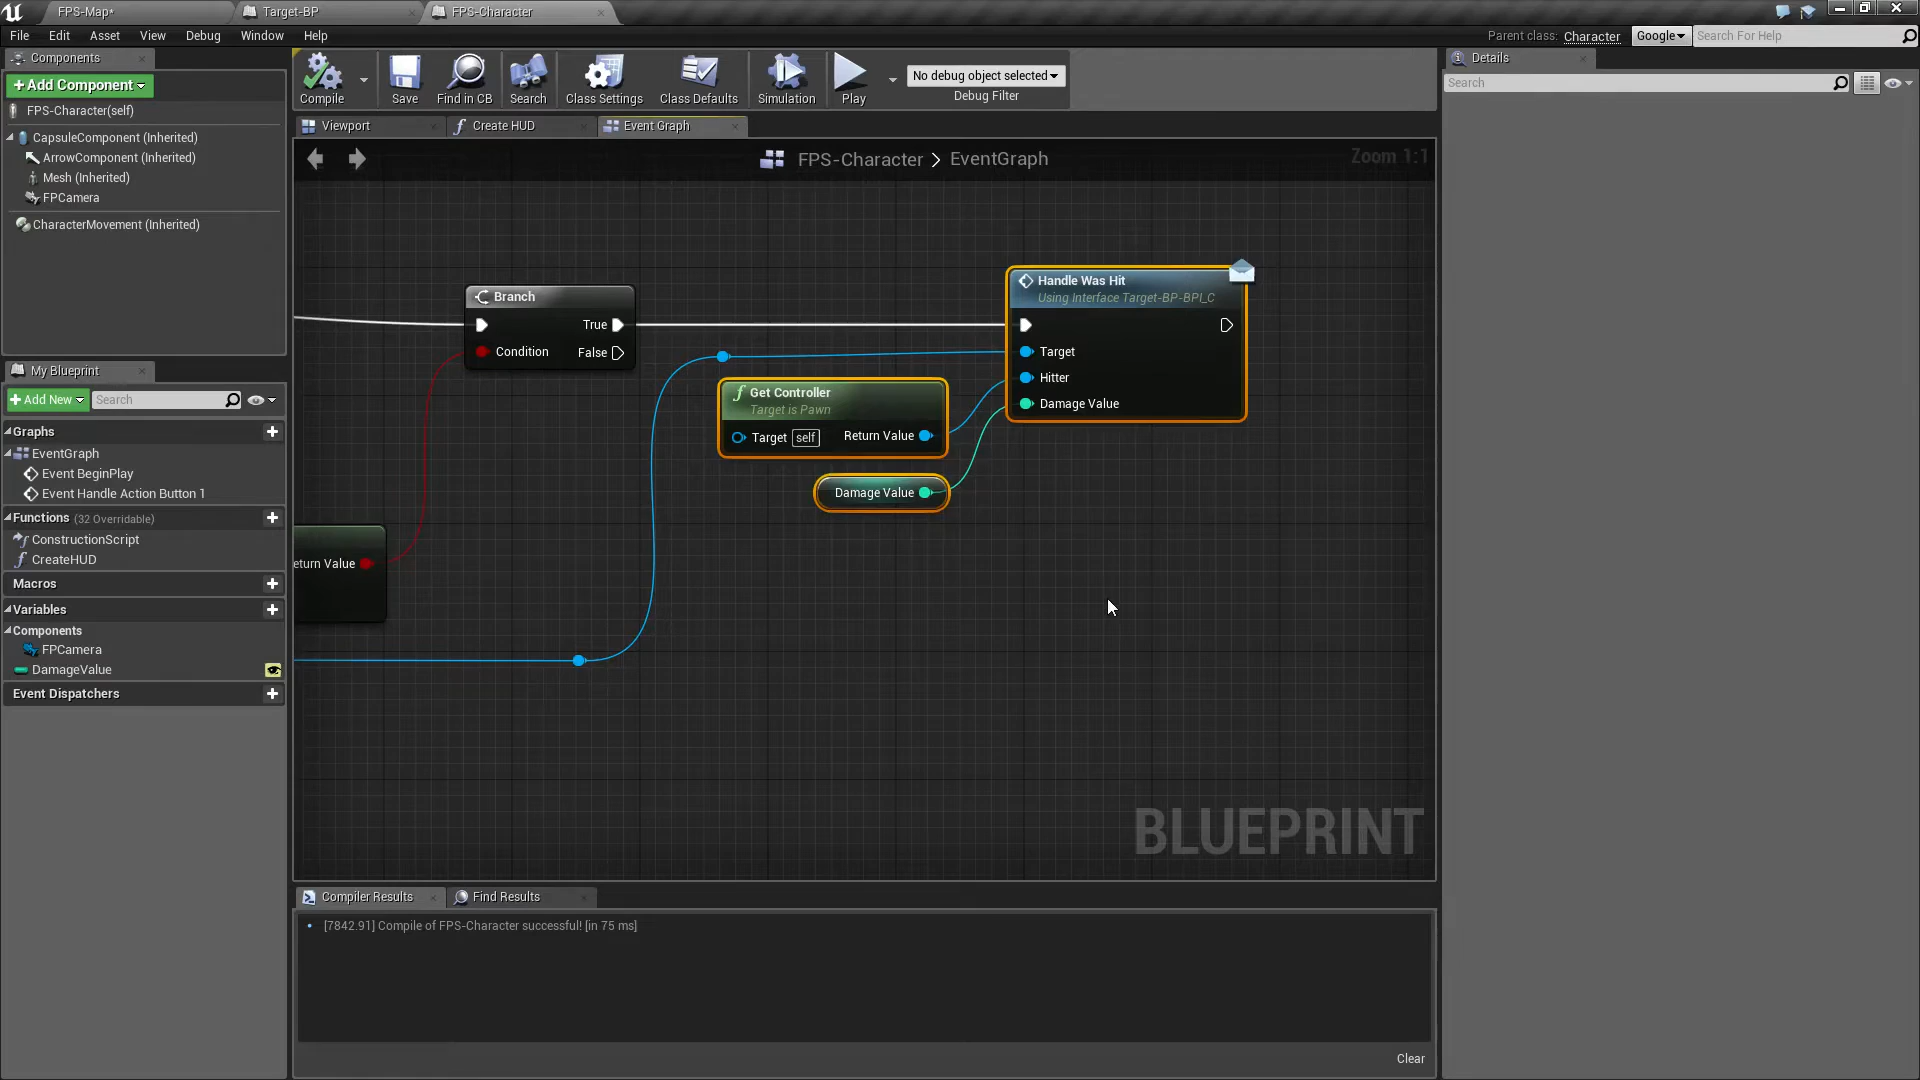 FPS-Map*
Target-BP
FPS-Character
File Edit Asset View Debug Window Help
Parent class: Character Google Search For Help
Components
+Add Component
FPS-Character(self)
CapsuleComponent (Inherited)
ArrowComponent (Inherited)
Mesh (Inherited)
FPCamera
CharacterMovement (Inherited)
My Blueprint
+Add New Search
Graphs
EventGraph
Event BeginPlay
Event Handle Action Button 1
Functions (32 Overridable)
ConstructionScript
CreateHUD
Macros
Variables
Components
FPCamera
DamageValue
Event Dispatchers
Compile Save Find in CB Search Class Settings Class Defaults Simulation Play
No debug object selected
Debug Filter
Viewport Create HUD Event Graph
FPS-Character > EventGraph
Zoom 1:1
Branch
True
Condition False
eturn Value
Get Controller
Target is Pawn
Target self Return Value
Damage Value
Handle Was Hit
Using Interface Target-BP-BPI_C
Target
Hitter
Damage Value
BLUEPRINT
Compiler Results Find Results
[7842.91] Compile of FPS-Character successful! [in 75 ms]
Clear
Details
Search